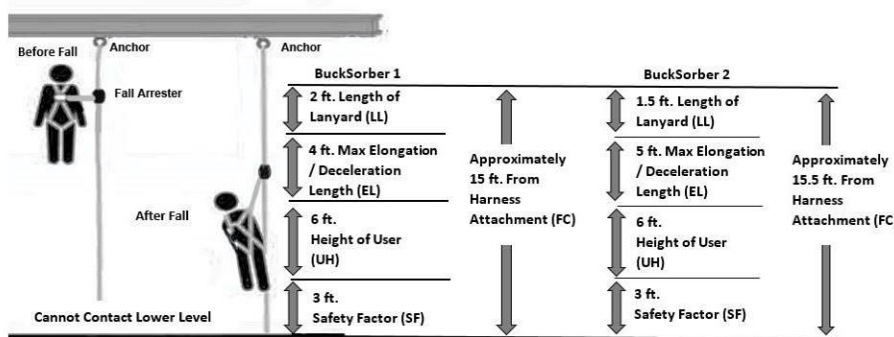 Before Fall
Anchor
Fall Arrester
After Fall
Cannot Contact Lower Level
Anchor
BuckSorber 1
2 ft. Length of
Lanyard (LL)
4 ft. Max Elongation
/ Deceleration
Length (EL)
6 ft.
Height of User
(UH)
3 ft.
Safety Factor (SF)
Approximately
15 ft. From
Harness
Attachment (FC)
BuckSorber 2
1.5 ft. Length of
Lanyard (LL)
5 ft. Max Elongation
/ Deceleration
Length (EL)
6 ft.
Height of User
(UH)
3 ft.
Safety Factor (SF)
Approximately
15.5 ft. From
Harness
Attachment (FC